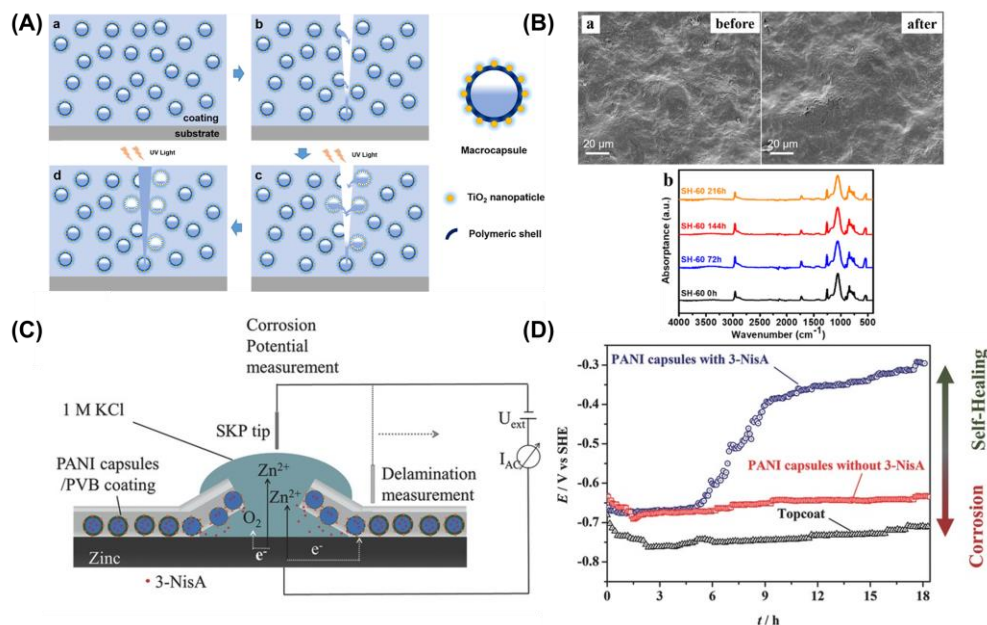 (A)
a
b
coating
substrate
UV Light
UV Light
d
c
Macrocapsule
TiO2 nanopaticle
Polymeric shell
(B)
a
before
after
20 μm
20 μm
b
Absorptance (a.u.)
SH-60 216h
SH-60 144h
SH-60 72h
SH-60 0h
4000 3500 3000 2500 2000 1500 1000 500
Wavenumber (cm-1)
(C)
Corrosion
Potential
measurement
1 M KCl
SKP tip
Uext
IAC
PANI capsules
/PVB coating
Zn2+
Zn2+
Delamination
measurement
O2
e-
e-
Zinc
• 3-NisA
(D)
E / V vs SHE
-0.3
-0.4
-0.5
-0.6
-0.7
-0.8
PANI capsules with 3-NisA
PANI capsules without 3-NisA
Topcoat
0 3 6 9 12 15 18
t / h
Self-Healing
Corrosion